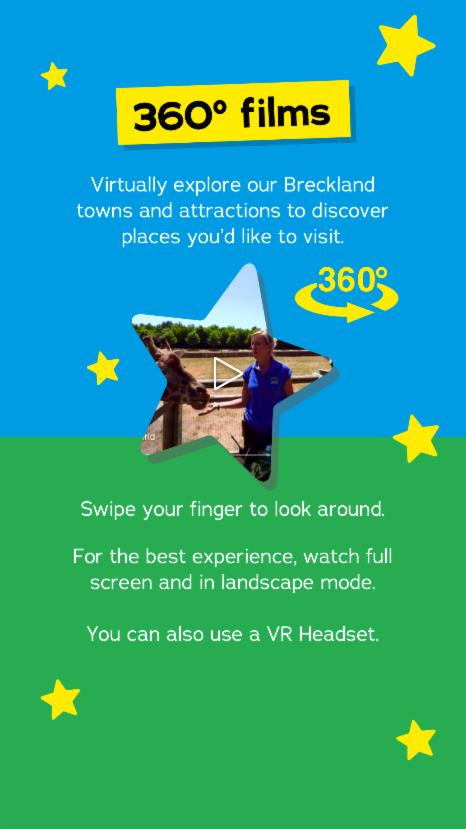 360º films
Virtually explore our Breckland
towns and attractions to discover
places you'd like to visit.
360º
Swipe your finger to look around.
For the best experience, watch full
screen and in landscape mode.
You can also use a VR Headset.